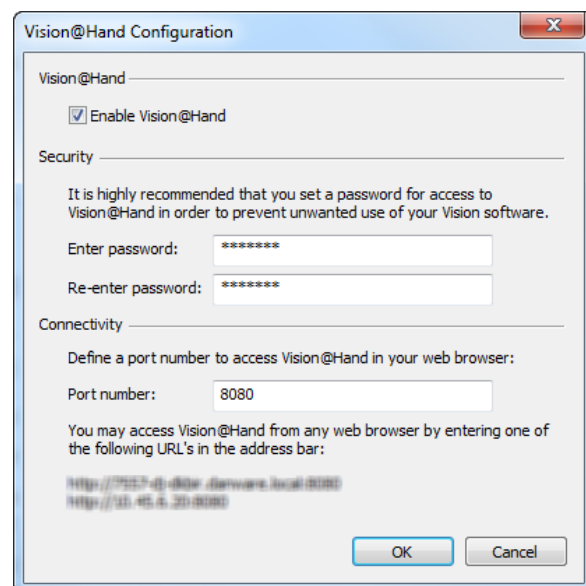 Vision@Hand Configuration
Vision@Hand
Enable Vision@Hand
Security
It is highly recommended that you set a password for access to
Vision@Hand in order to prevent unwanted use of your Vision software.
Enter password: *******
Re-enter password: *******
Connectivity
Define a port number to access Vision@Hand in your web browser:
Port number: 8080
You may access Vision@Hand from any web browser by entering one of
the following URL's in the address bar:
OK Cancel